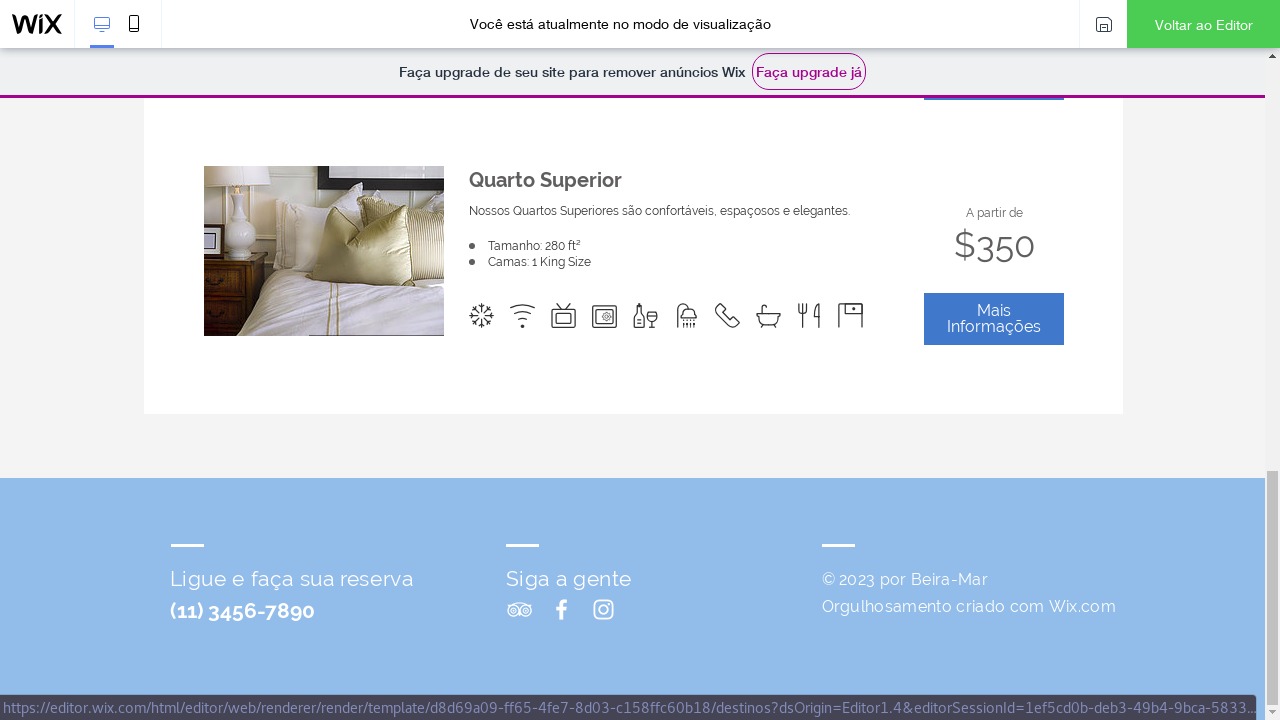 WiX
Você está atualmente no modo de visualização
Voltar ao Editor
Faça upgrade de seu site para remover anúncios Wix
Faça upgrade já
Quarto Superior
Nossos Quartos Superiores são confortáveis, espaçosos e elegantes.
Tamanho: 280 ft²
Camas: 1 King Size
A partir de
$350
Mais
Informações
Ligue e faça sua reserva
(11) 3456-7890
Siga a gente
© 2023 por Beira-Mar
Orgulhosamento criado com Wix.com
https://editor.wix.com/html/editor/web/renderer/render/template/d8d69a09-ff65-4fe7-8d03-c158ffc60b18/destinos?dsOrigin=Editor1.4&editorSessionId=1ef5cd0b-deb3-49b4-9bca-5833...